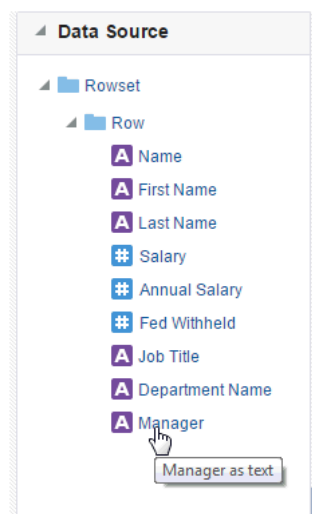 Data Source
Rowset
Row
A Name
A First Name
A Last Name
# Salary
# Annual Salary
# Fed Withheld
A Job Title
A Department Name
A Manager
Manager as text